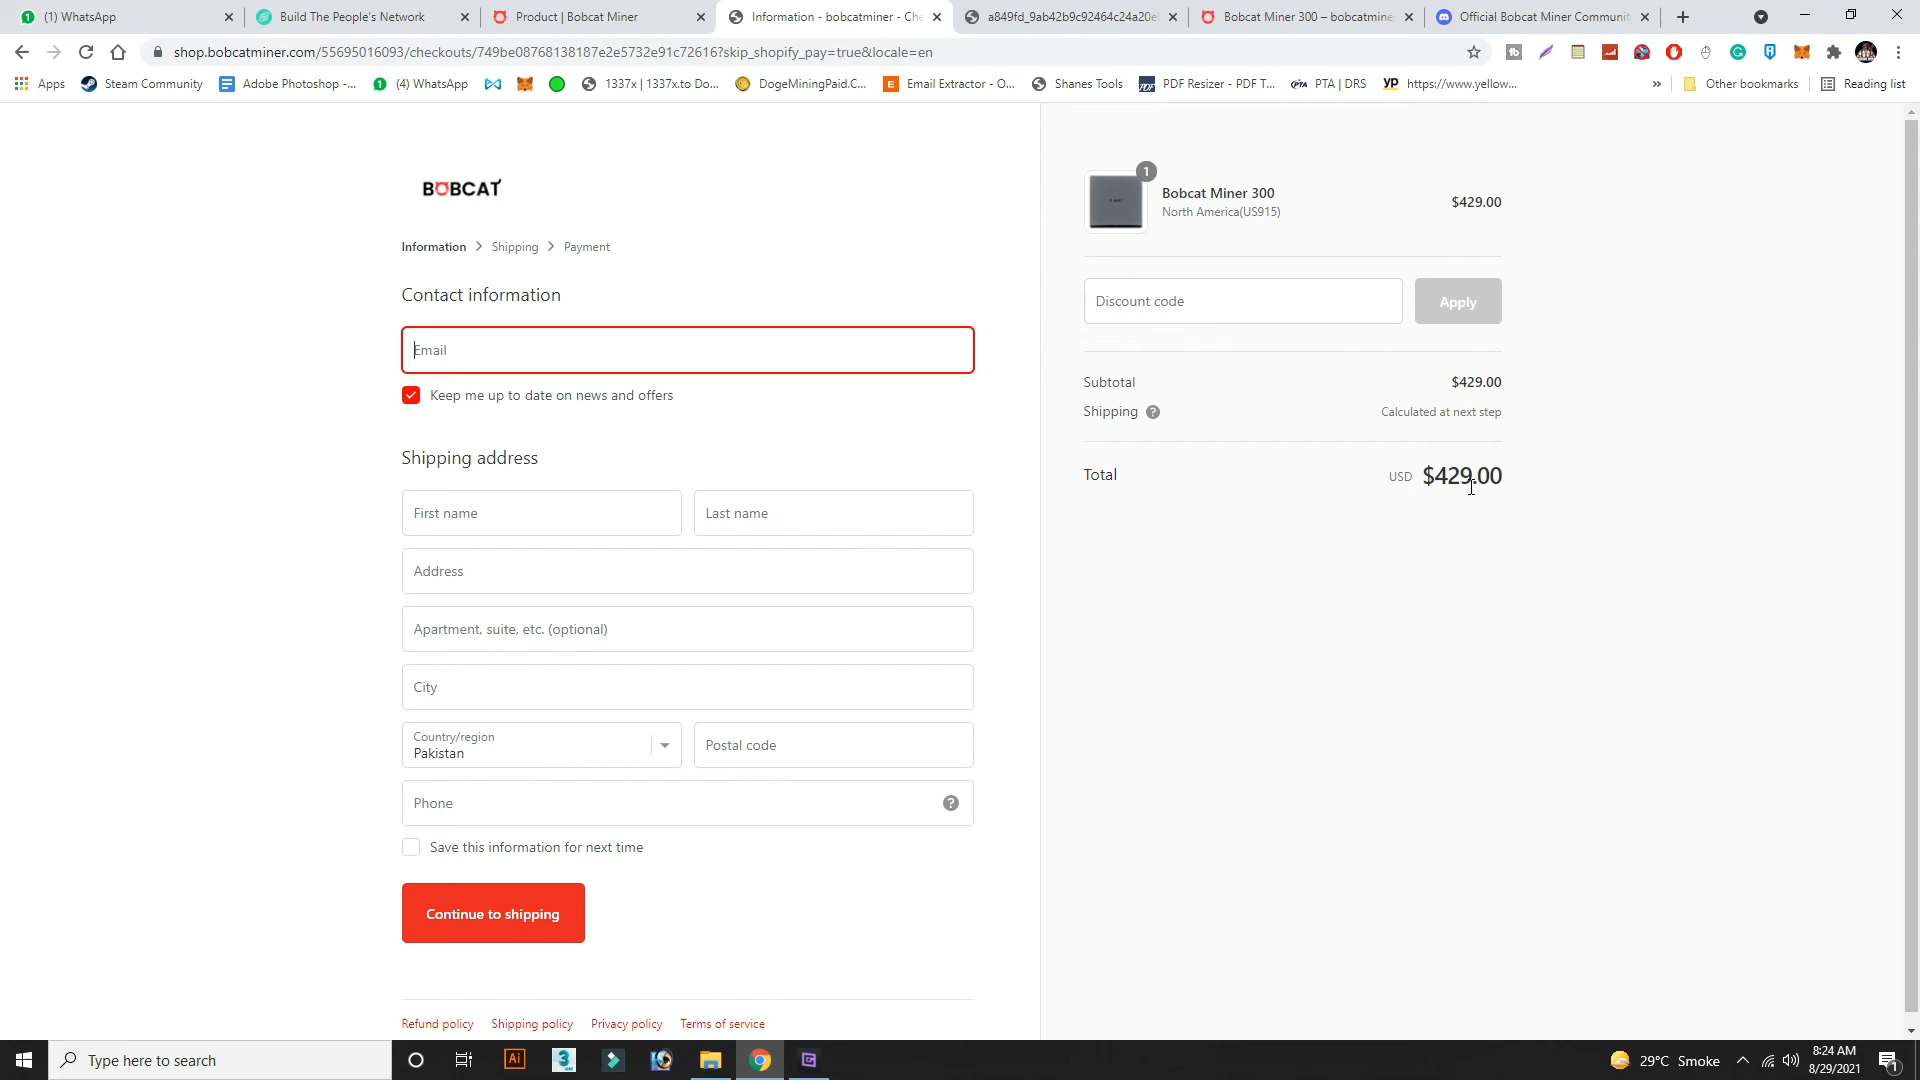 (1) WhatsApp
Build The People's Network
Product | Bobcat Miner
Information - bobcatminer - Che
a849fd_9ab42b9c92464c24a20e
Bobcat Miner 300 – bobcatmine
Official Bobcat Miner Communit
shop.bobcatminer.com/55695016093/checkouts/749be08768138187e2e5732e91c72616?skip_shopify_pay=true&locale=en
Apps
Steam Community
Adobe Photoshop -...
(4) WhatsApp
1337x | 1337x.to Do...
DogeMiningPaid.C...
Email Extractor - O...
Shanes Tools
PDF Resizer - PDF T...
PTA | DRS
https://www.yellow...
»
Other bookmarks
Reading list
BOBCAT
Information > Shipping > Payment
Contact information
Email
Keep me up to date on news and offers
Shipping address
First name
Last name
Address
Apartment, suite, etc. (optional)
City
Country/region
Pakistan
Postal code
Phone
?
Save this information for next time
Continue to shipping
Refund policy
Shipping policy
Privacy policy
Terms of service
1
Bobcat Miner 300
North America(US915)
$429.00
Discount code
Apply
Subtotal
$429.00
Shipping ?
Calculated at next step
Total
USD $429.00
Type here to search
Ai
3
29°C Smoke
8:24 AM
8/29/2021
1